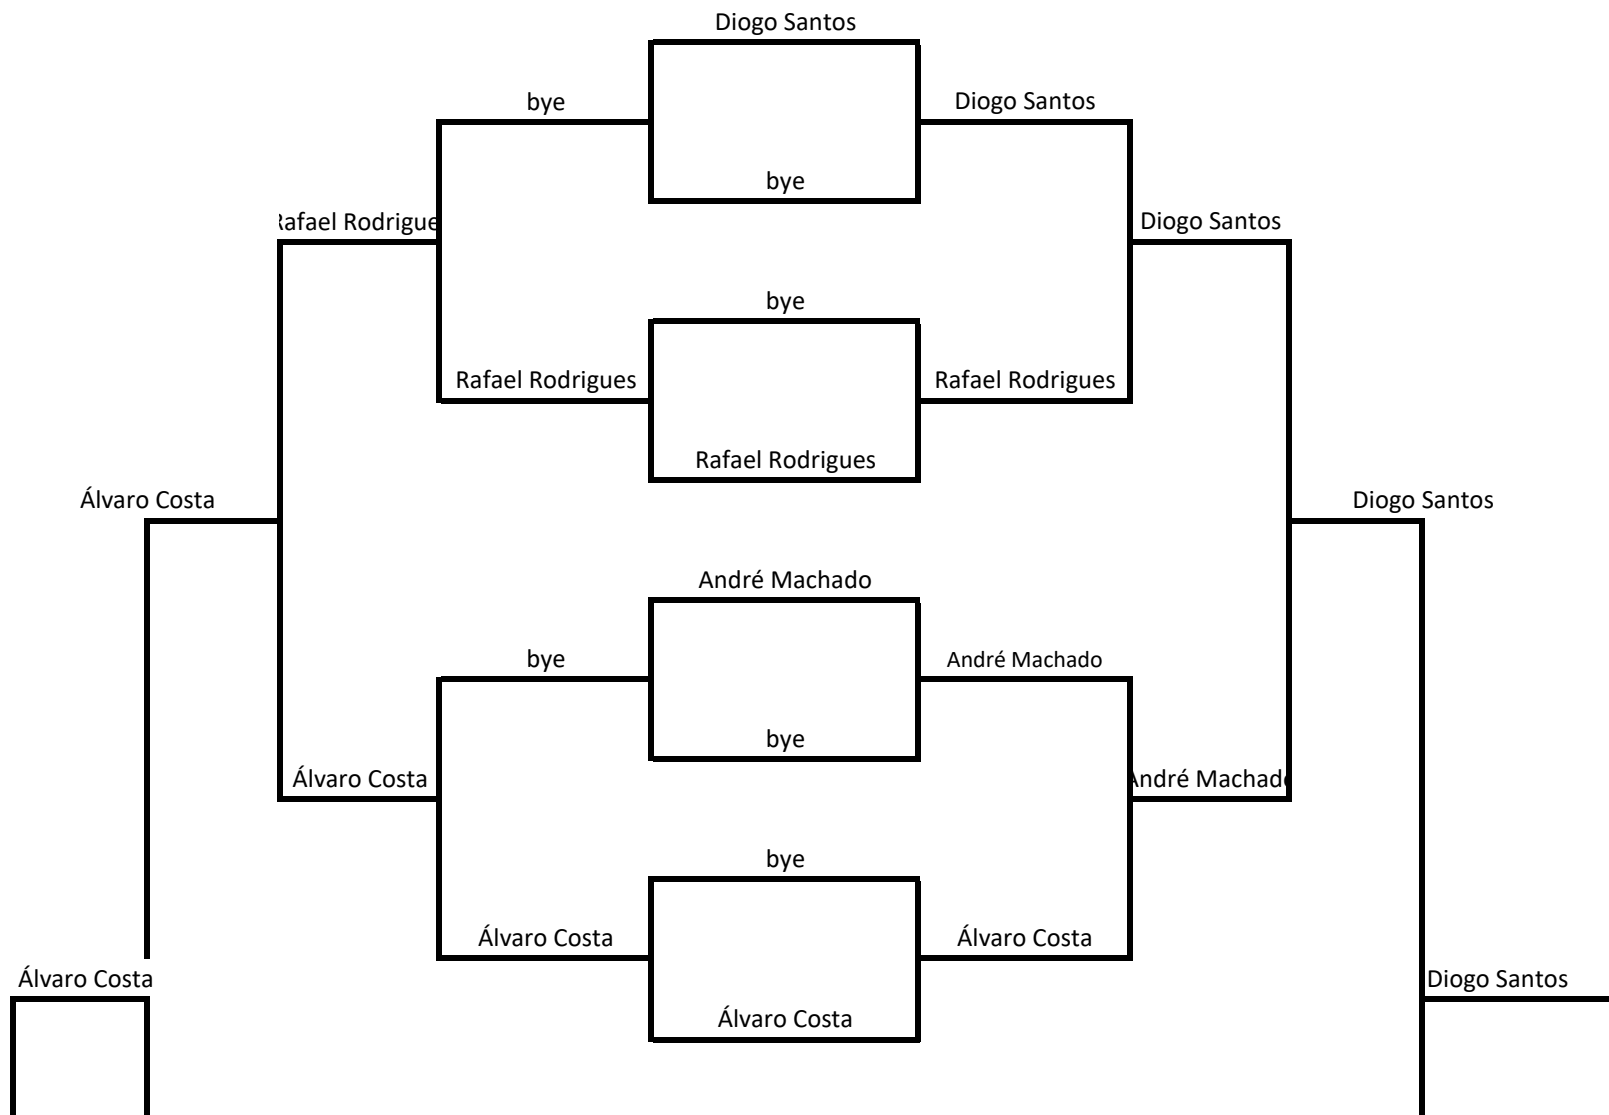 Diogo Santos
bye
Diogo Santos
bye
Rafael Rodrigue
Diogo Santos
bye
Rafael Rodrigues
Rafael Rodrigues
Rafael Rodrigues
Álvaro Costa
Diogo Santos
André Machado
bye
André Machado
bye
Álvaro Costa
André Machado
bye
Álvaro Costa
Álvaro Costa
Álvaro Costa
Diogo Santos
Álvaro Costa